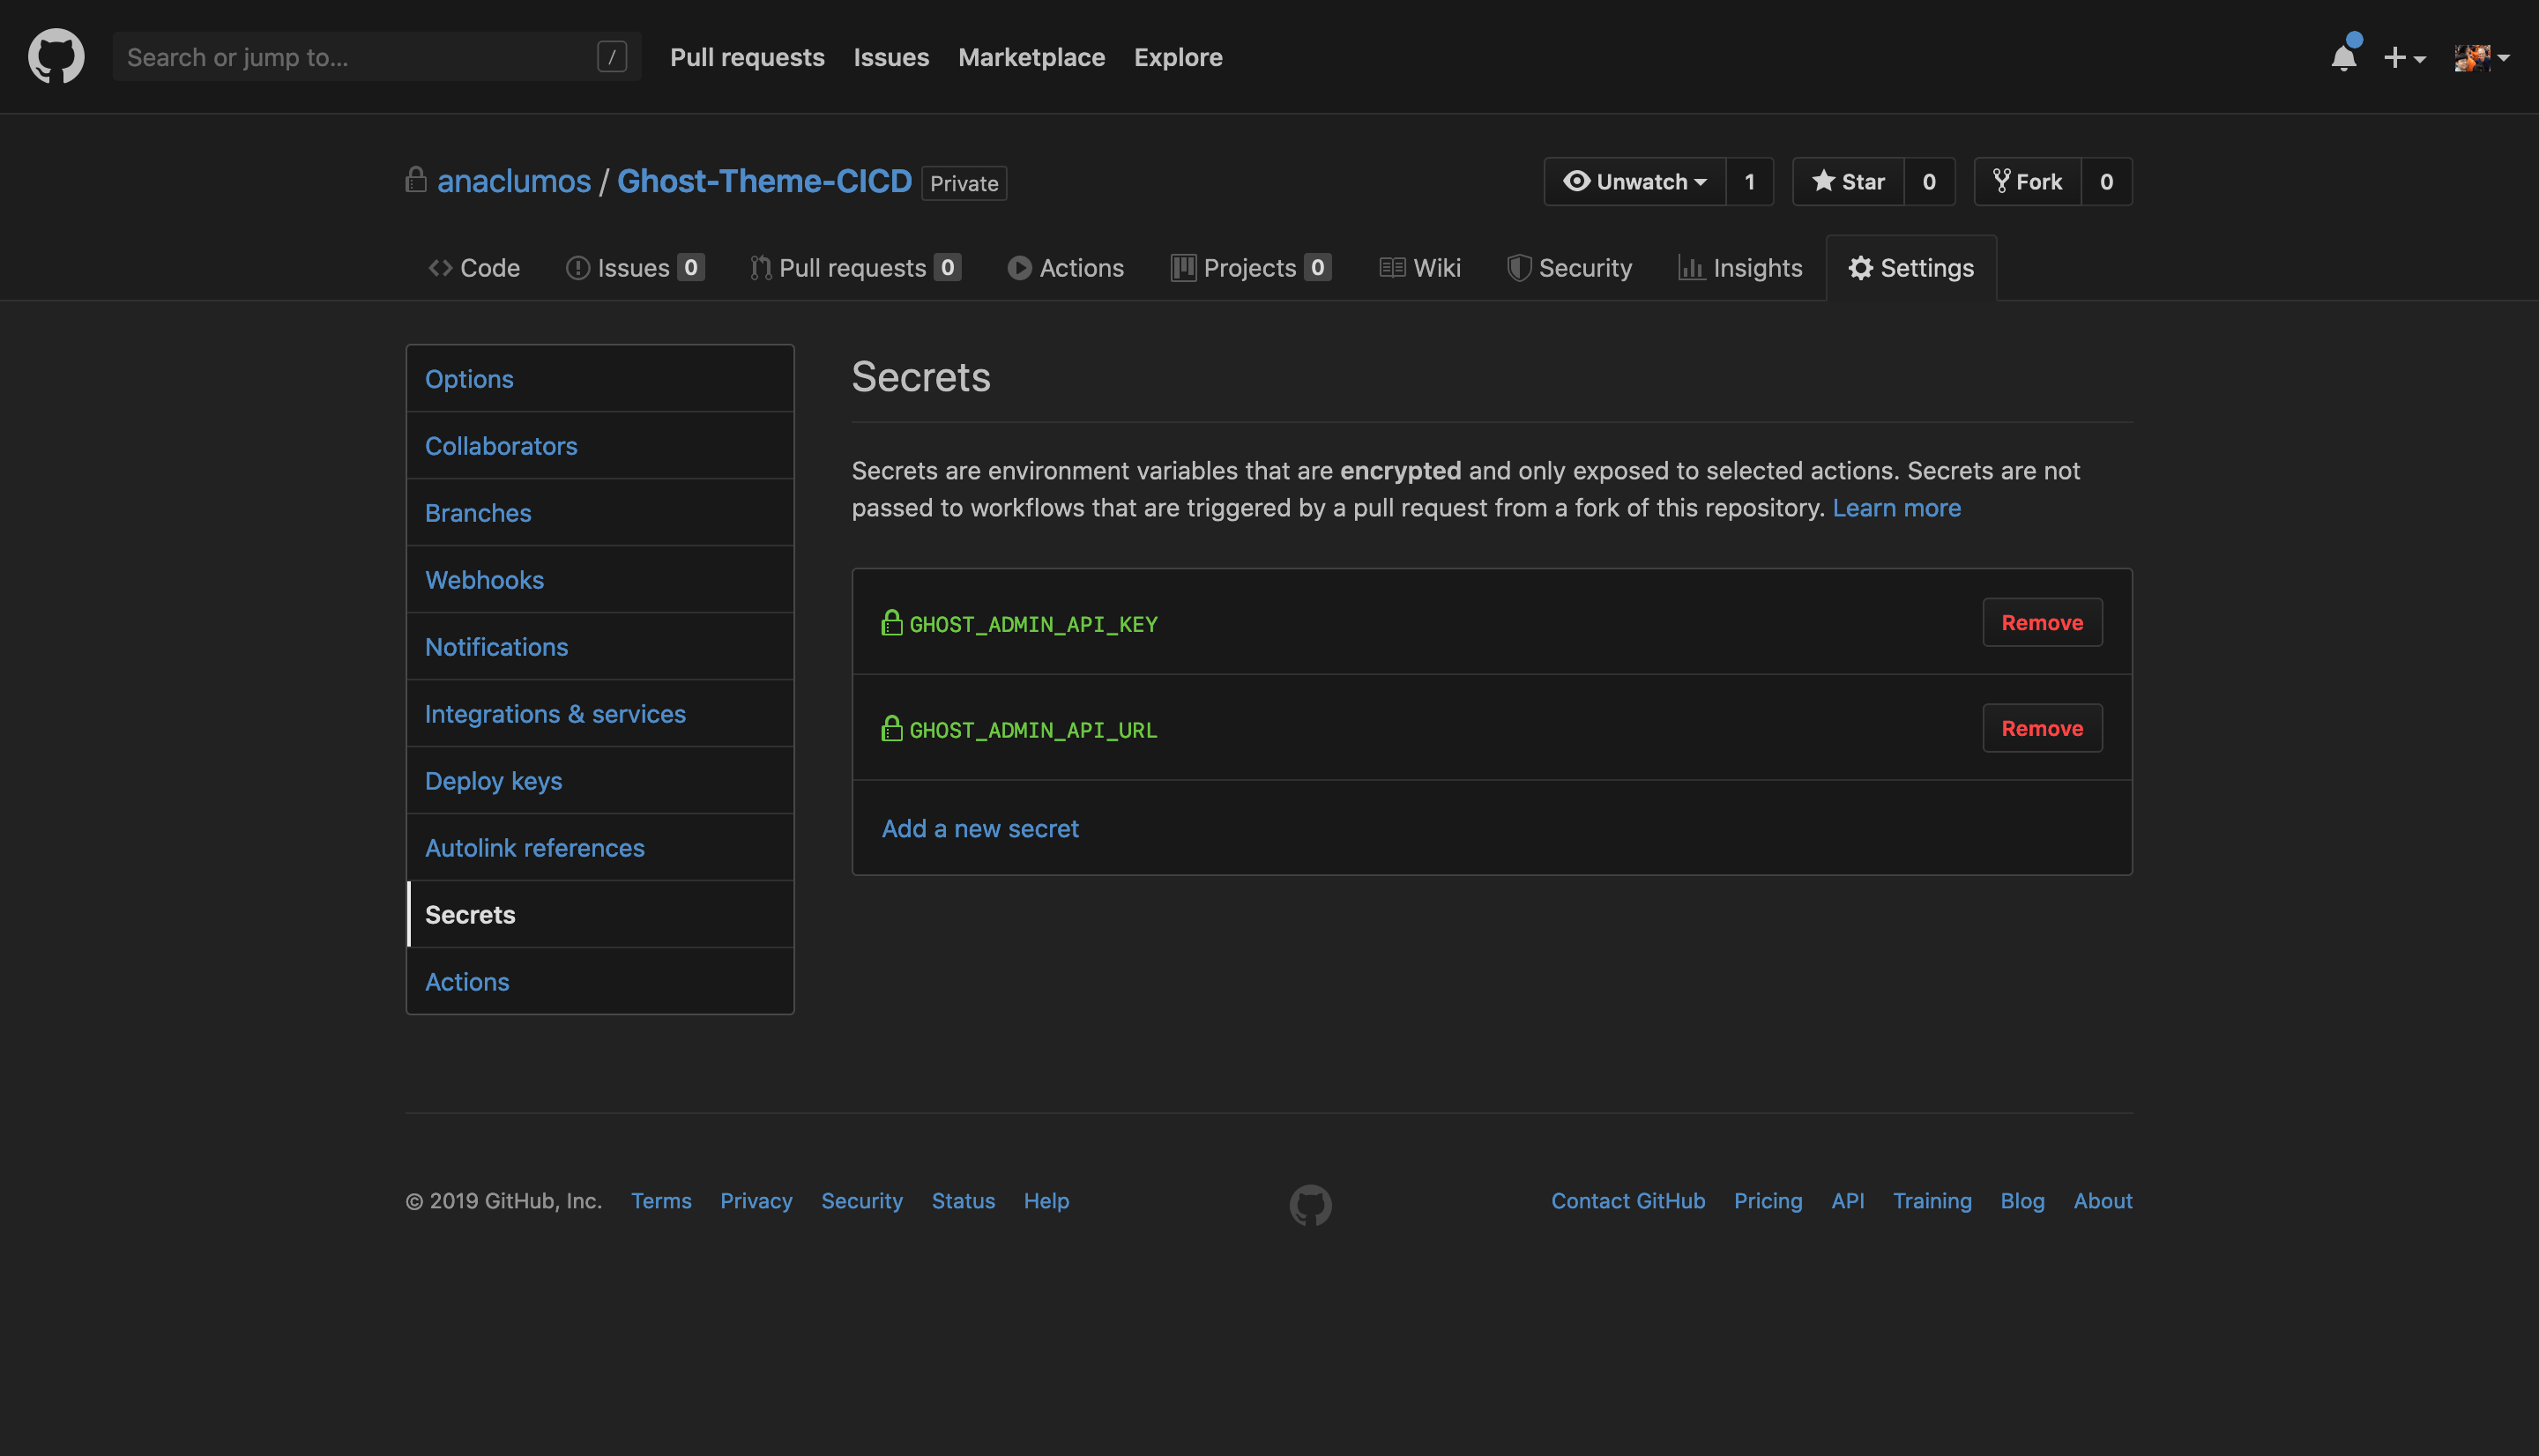 Search or jump to... /
Pull requests Issues Marketplace Explore
anaclumos / Ghost-Theme-CICD Private
Unwatch 1 Star 0 Fork 0
Code Issues 0 Pull requests 0 Actions Projects 0 Wiki Security Insights Settings
Options
Collaborators
Branches
Webhooks
Notifications
Integrations & services
Deploy keys
Autolink references
Secrets
Actions
Secrets
Secrets are environment variables that are encrypted and only exposed to selected actions. Secrets are not
passed to workflows that are triggered by a pull request from a fork of this repository. Learn more
GHOST_ADMIN_API_KEY Remove
GHOST_ADMIN_API_URL Remove
Add a new secret
© 2019 GitHub, Inc. Terms Privacy Security Status Help
Contact GitHub Pricing API Training Blog About